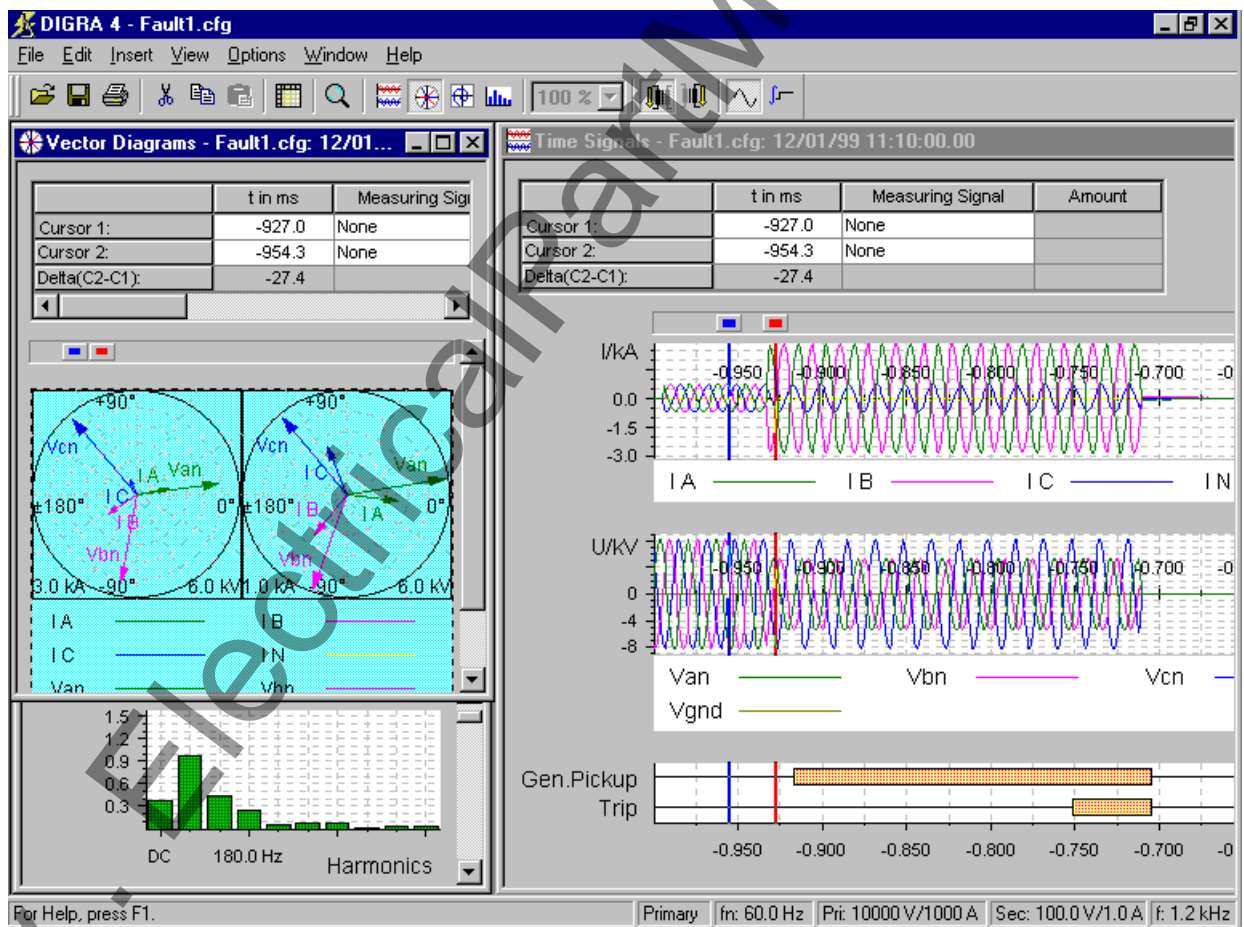 DIGRA 4 - Fault1.cfg
File Edit Insert View Options Window Help
100 %
Vector Diagrams - Fault1.cfg: 12/01...
t in ms Measuring Sign
Cursor 1: -927.0 None
Cursor 2: -954.3 None
Delta(C2-C1): -27.4
+90° +90°
Vcn Vcn
I A Van I C Van
I C
±180° 0° ±180° I B I A 0°
I B
Vbn Vbn
3.0 kA -90° 6.0 kV 1.0 kA -90° 6.0 kV
I A I B
I C I N
Van Vbn
1.5
1.2
0.9
0.6
0.3
DC 180.0 Hz Harmonics
Time Signals - Fault1.cfg: 12/01/99 11:10:00.00
t in ms Measuring Signal Amount
Cursor 1: -927.0 None
Cursor 2: -954.3 None
Delta(C2-C1): -27.4
I/kA
-0.950 -0.900 -0.850 -0.800 -0.750 -0.700 -0
0.0
-1.5
-3.0
I A I B I C I N
U/kV
-0.950 -0.900 -0.850 -0.800 -0.750 -0.700 -0
0
-4
-8
Van Vbn Vcn
Vgnd
Gen.Pickup
Trip
-0.950 -0.900 -0.850 -0.800 -0.750 -0.700 -0
For Help, press F1. Primary fn: 60.0 Hz Pri: 10000 V/1000 A Sec: 100.0 V/1.0 A f: 1.2 kHz
. ElectricalPartM